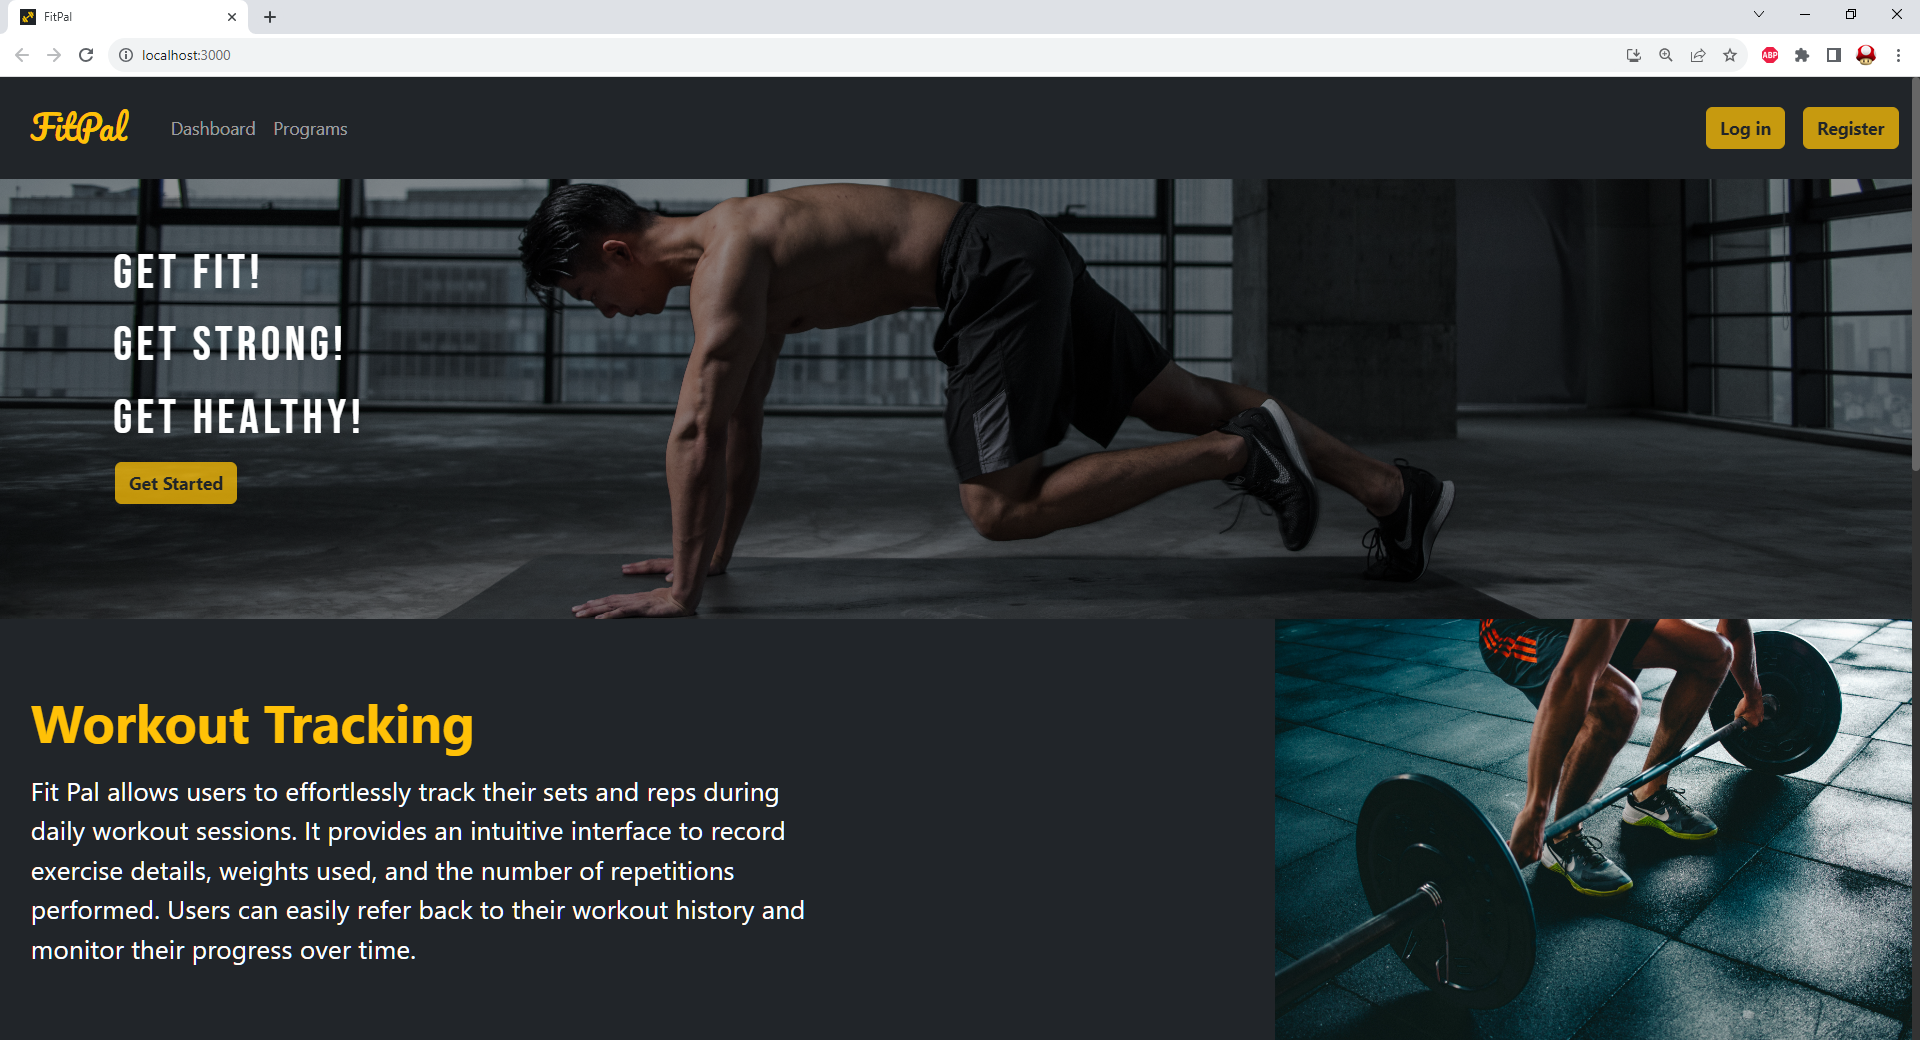 FitPal
localhost:3000
ABP
FitPal
Dashboard
Programs
Log in
Register
GET FIT!
GET STRONG!
GET HEALTHY!
Get Started
Workout Tracking
Fit Pal allows users to effortlessly track their sets and reps during
daily workout sessions. It provides an intuitive interface to record
exercise details, weights used, and the number of repetitions
performed. Users can easily refer back to their workout history and
monitor their progress over time.